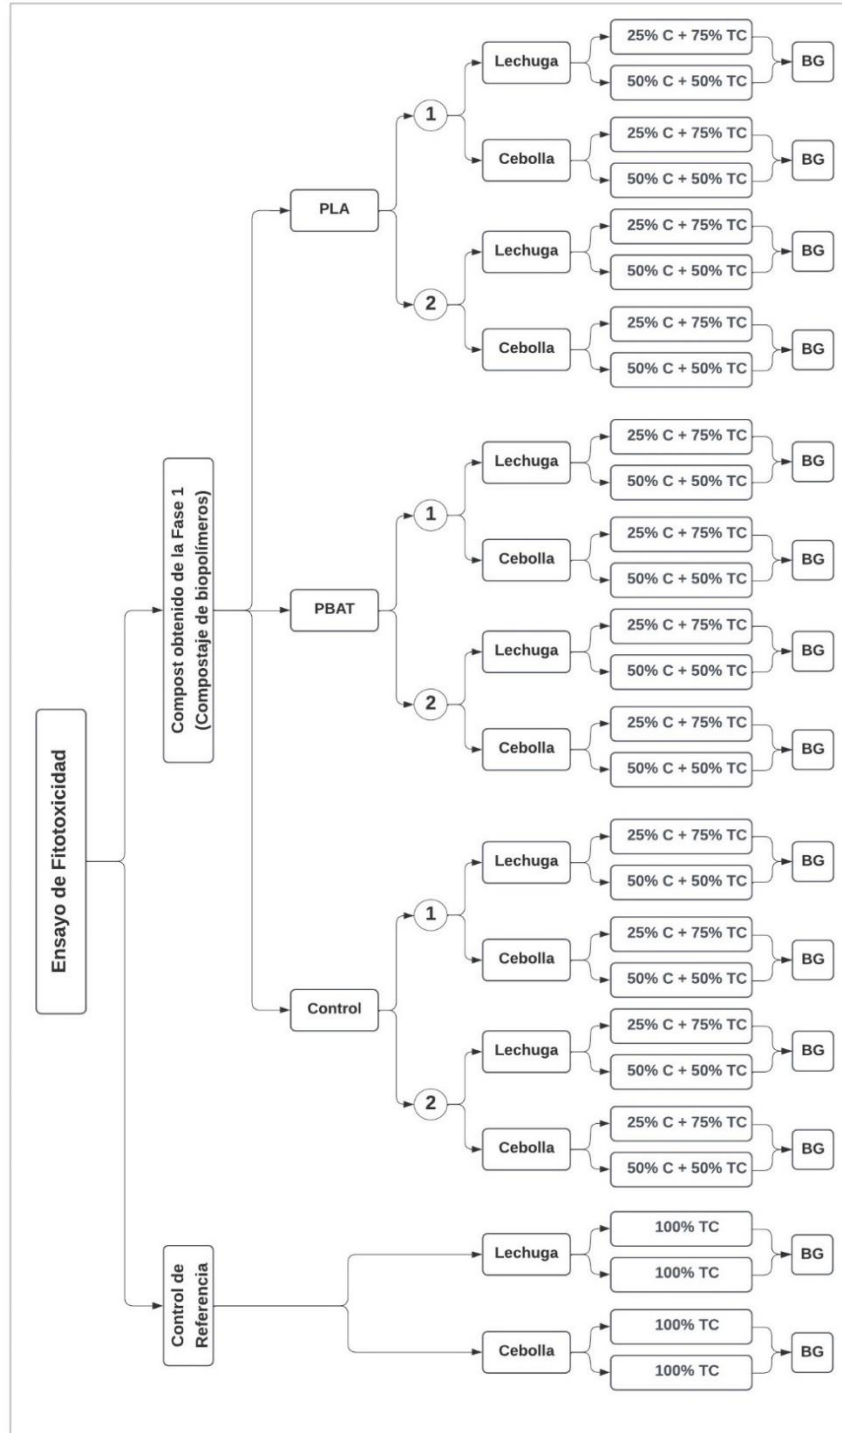 Ensayo de Fitotoxicidad
Compost obtenido de la Fase 1
(Compostaje de biopolímeros)
PLA
1
Lechuga
25% C + 75% TC
50% C + 50% TC
BG
Cebolla
25% C + 75% TC
50% C + 50% TC
BG
2
Lechuga
25% C + 75% TC
50% C + 50% TC
BG
Cebolla
25% C + 75% TC
50% C + 50% TC
BG
PBAT
1
Lechuga
25% C + 75% TC
50% C + 50% TC
BG
Cebolla
25% C + 75% TC
50% C + 50% TC
BG
2
Lechuga
25% C + 75% TC
50% C + 50% TC
BG
Cebolla
25% C + 75% TC
50% C + 50% TC
BG
Control
1
Lechuga
25% C + 75% TC
50% C + 50% TC
BG
Cebolla
25% C + 75% TC
50% C + 50% TC
BG
2
Lechuga
25% C + 75% TC
50% C + 50% TC
BG
Cebolla
25% C + 75% TC
50% C + 50% TC
BG
Control de
Referencia
Lechuga
100% TC
100% TC
BG
Cebolla
100% TC
100% TC
BG